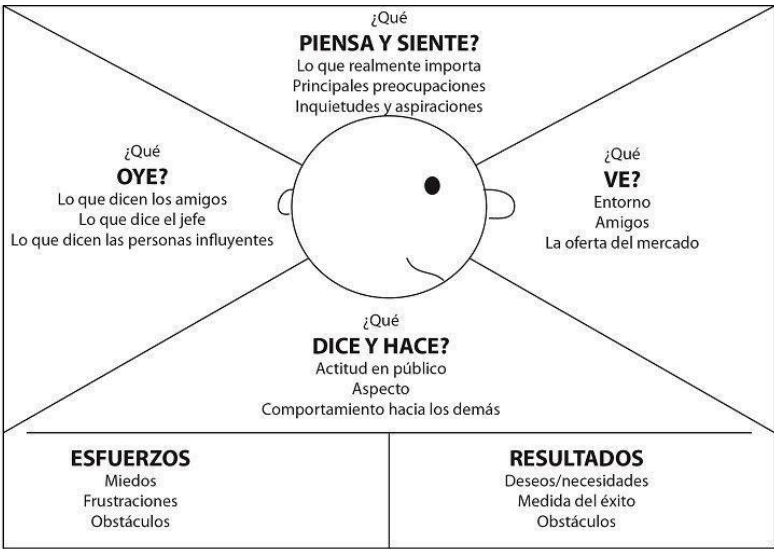 ¿Qué
PIENSA Y SIENTE?
Lo que realmente importa
Principales preocupaciones
Inquietudes y aspiraciones
¿Qué
OYE?
Lo que dicen los amigos
Lo que dice el jefe
Lo que dicen las personas influyentes
¿Qué
VE?
Entorno
Amigos
La oferta del mercado
¿Qué
DICE Y HACE?
Actitud en público
Aspecto
Comportamiento hacia los demás
ESFUERZOS
Miedos
Frustraciones
Obstáculos
RESULTADOS
Deseos/necesidades
Medida del éxito
Obstáculos